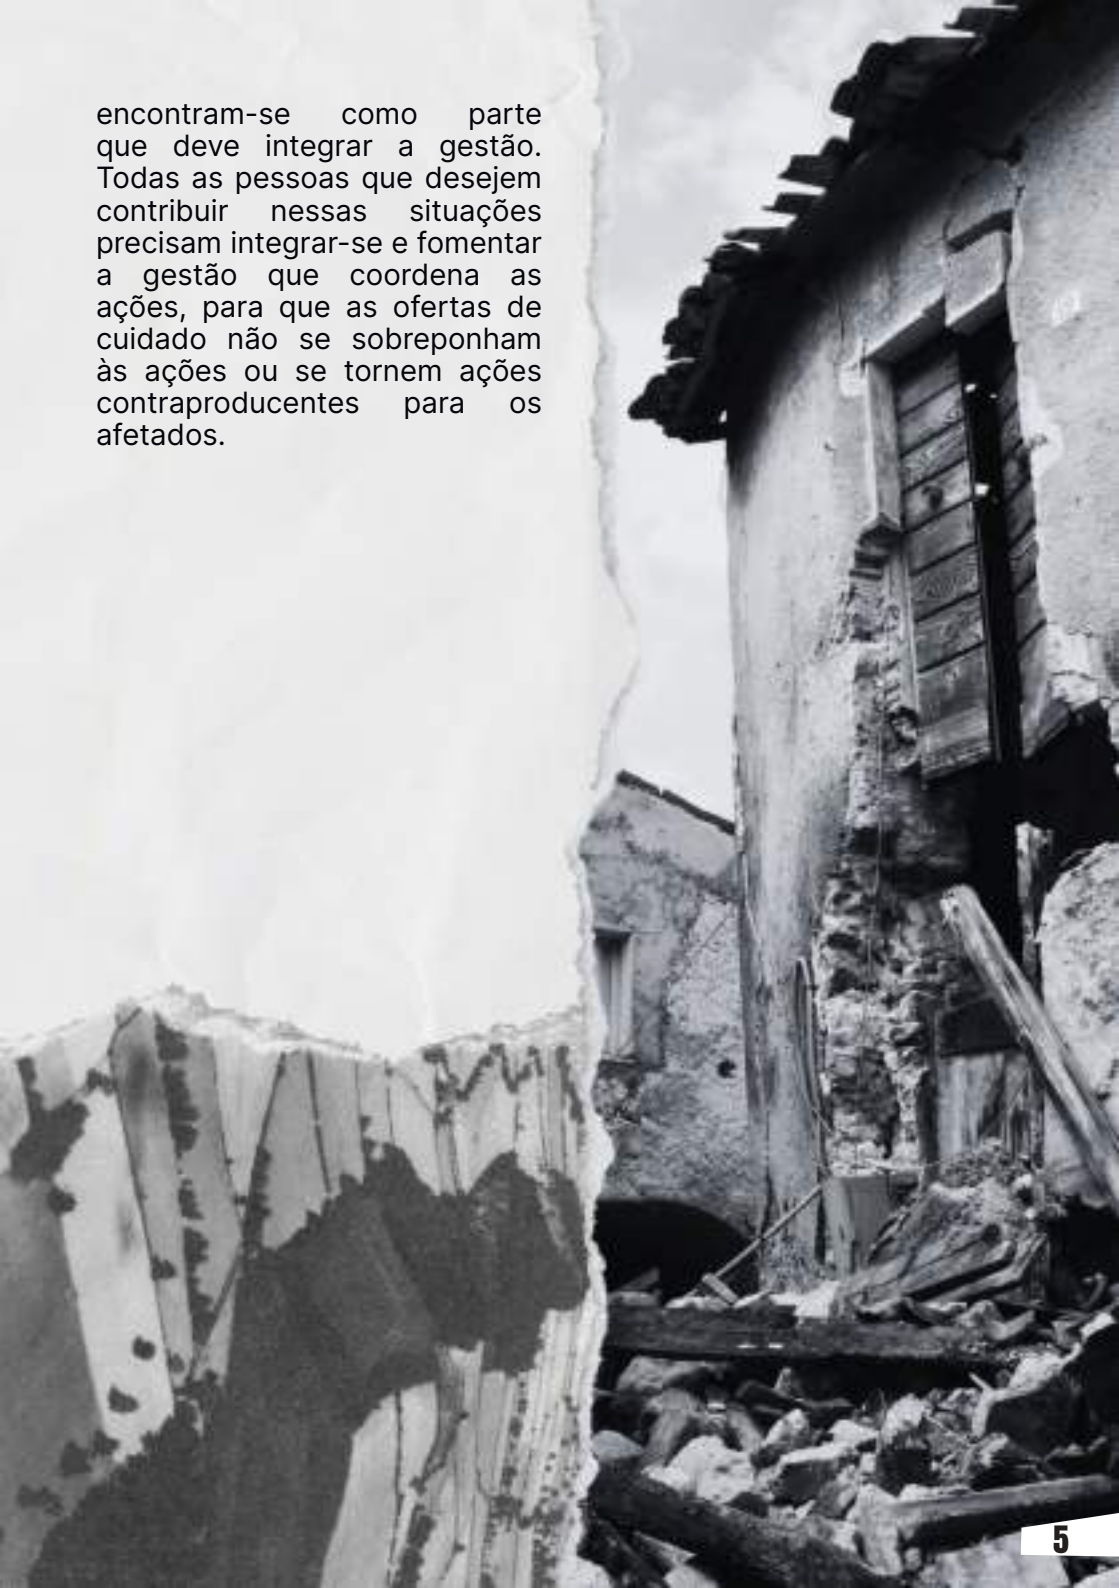 encontram-se como parte
que deve integrar a gestão.
Todas as pessoas que desejem
contribuir nessas situações
precisam integrar-se e fomentar
a gestão que coordena as
ações, para que as ofertas de
cuidado não se sobreponham
às ações ou se tornem ações
contraproducentes para os
afetados.
5